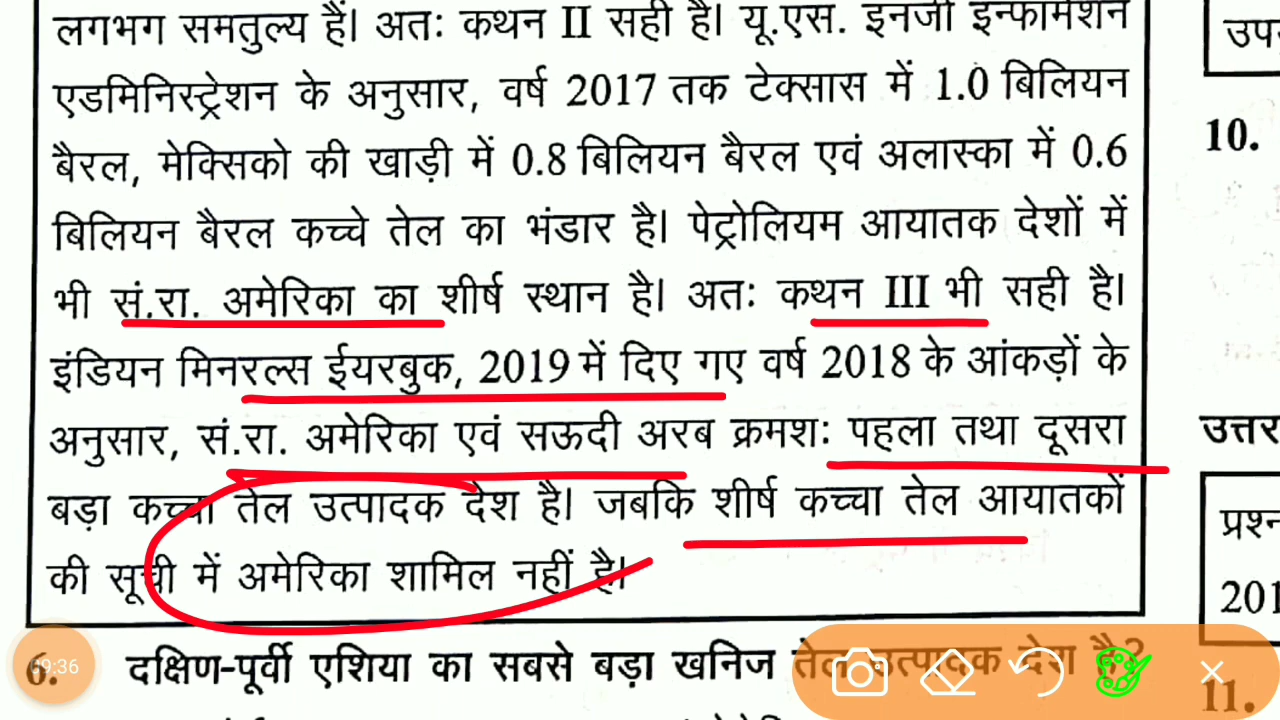 लगभग समतुल्य हैं। अतः कथन II सही है। यू.एस. इनर्जी इन्फॉर्मेशन
एडमिनिस्ट्रेशन के अनुसार, वर्ष 2017 तक टेक्सास में 1.0 बिलियन
बैरल, मेक्सिको की खाड़ी में 0.8 बिलियन बैरल एवं अलास्का में 0.6
बिलियन बैरल कच्चे तेल का भंडार है। पेट्रोलियम आयातक देशों में
भी सं.रा. अमेरिका का शीर्ष स्थान है। अतः कथन III भी सही है।
इंडियन मिनरल्स ईयरबुक, 2019 में दिए गए वर्ष 2018 के आंकड़ों के
अनुसार, सं.रा. अमेरिका एवं सऊदी अरब क्रमशः पहला तथा दूसरा
बड़ा कच्चा तेल उत्पादक देश है। जबकि शीर्ष कच्चा तेल आयातकों
की सूची में अमेरिका शामिल नहीं है।
6. दक्षिण-पूर्वी एशिया का सबसे बड़ा खनिज तेल उत्पादक देश है?
10.
उत्तर
201
11.